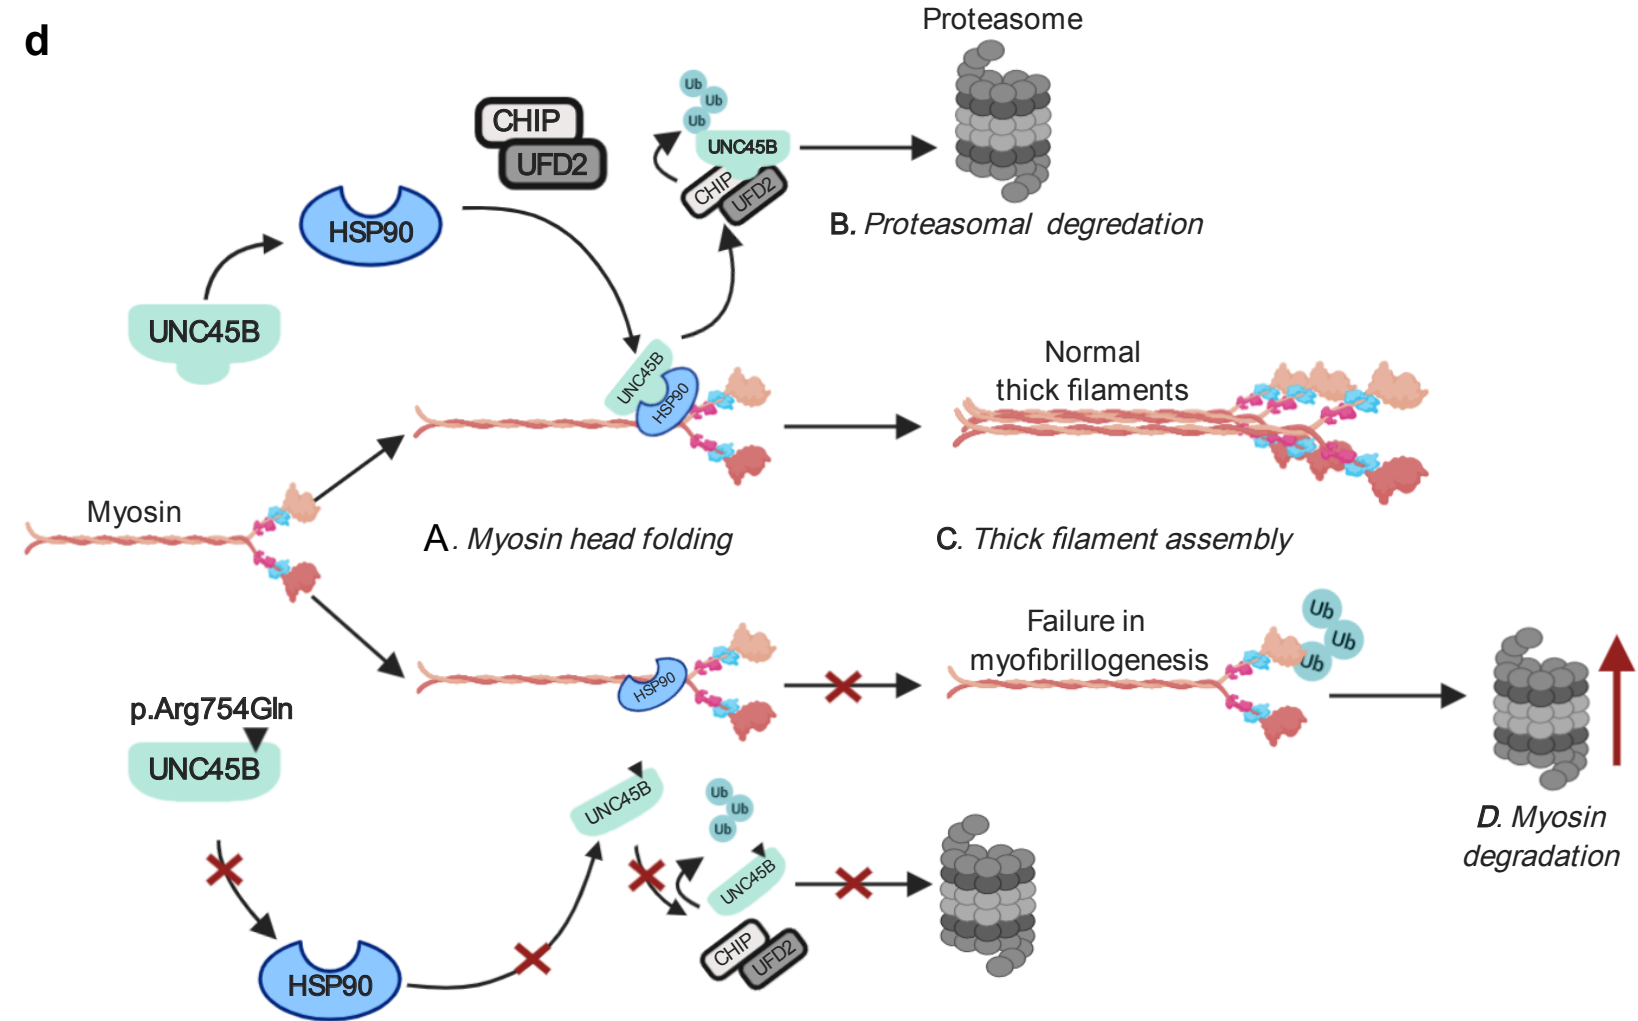 d
Proteasome
CHIP
UFD2
Ub
Ub
Ub
UNC45B
CHIP
UFD2
B. Proteasomal degredation
HSP90
UNC45B
UNC45B
HSP90
Normal
thick filaments
Myosin
A. Myosin head folding
C. Thick filament assembly
Failure in
myofibrillogenesis
Ub
Ub
Ub
HSP90
p.Arg754Gln
UNC45B
UNC45B
Ub
Ub
Ub
UNC45B
CHIP
UFD2
HSP90
D. Myosin
degradation